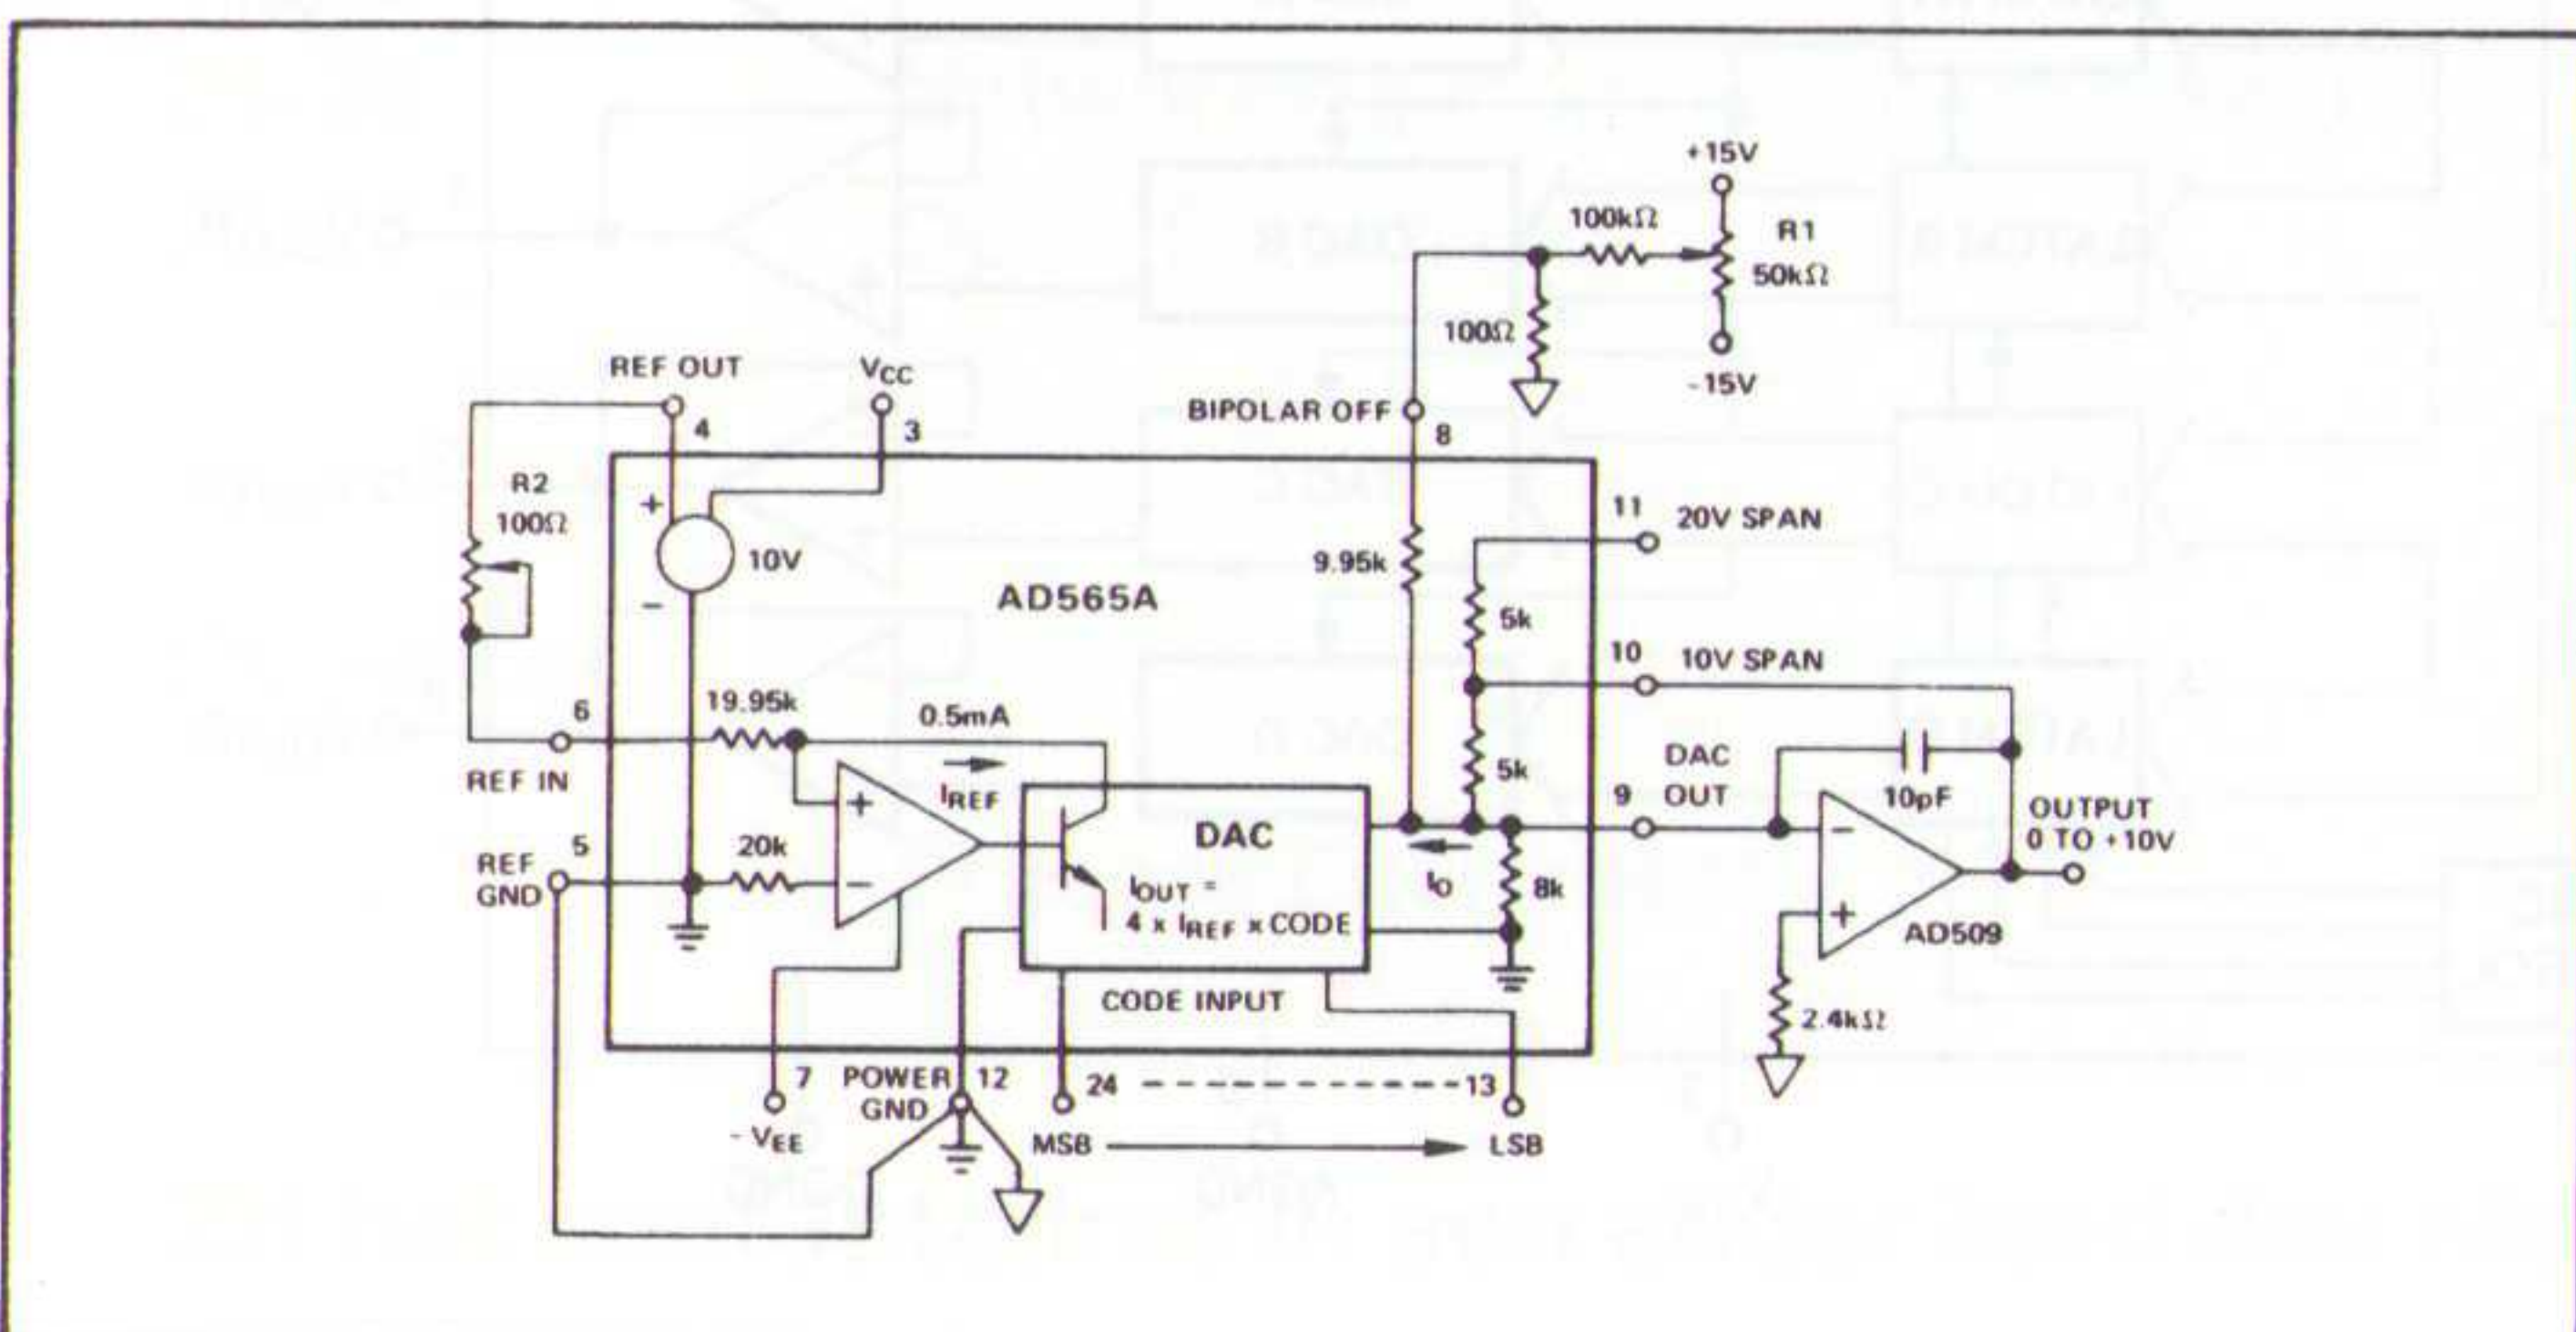 +15V
100kΩ
R1
50kΩ
100Ω
-15V
REF OUT
VCC
BIPOLAR OFF
4
3
8
R2
100Ω
+
10V
−
AD565A
9.95k
11
20V SPAN
5k
10
10V SPAN
6
19.95k
0.5mA
REF IN
IREF
5k
DAC
OUT
9
10pF
OUTPUT
0 TO +10V
+
DAC
−
5
REF
GND
20k
−
IOUT =
4 x IREF x CODE
IO
8k
+
AD509
CODE INPUT
2.4kΩ
7
POWER
GND
12
24
13
- VEE
MSB
LSB